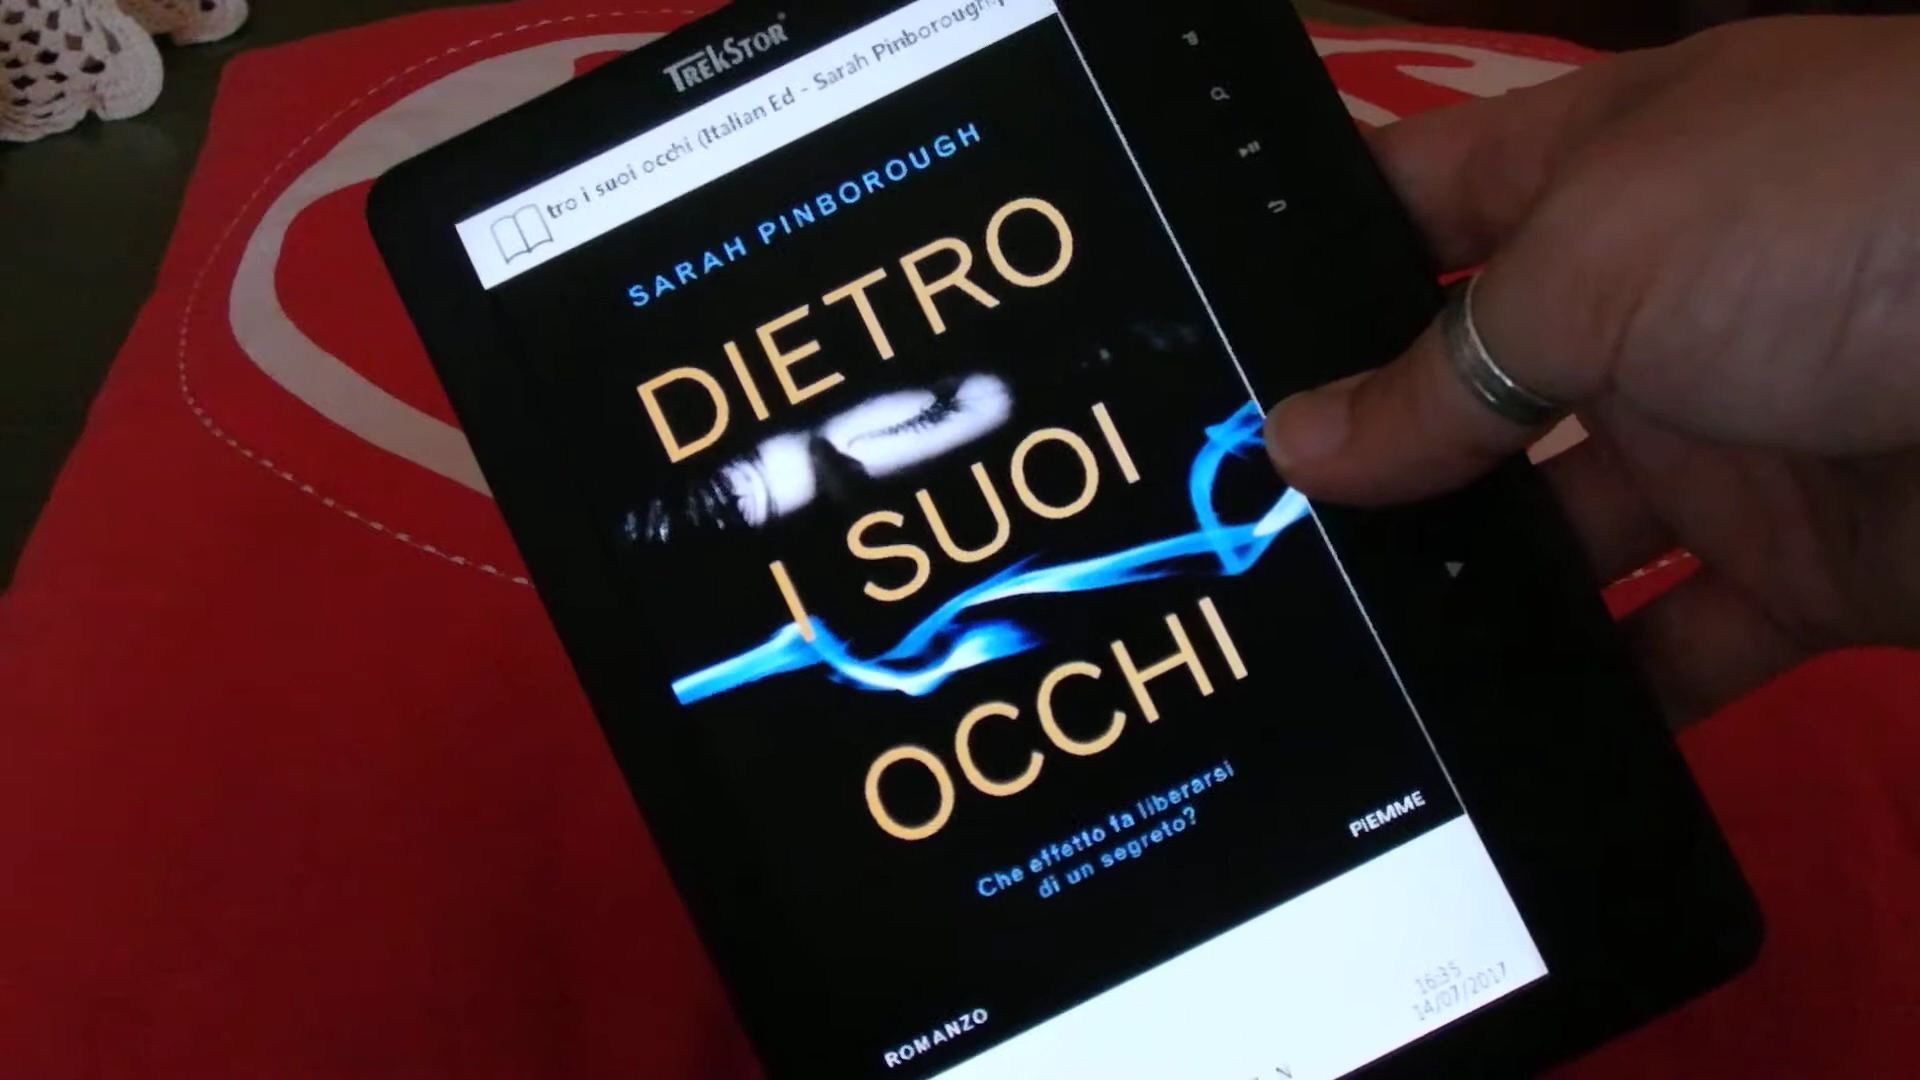 TREKSTOR
tro i suoi occhi (Italian Ed - Sarah Pinborough
SARAH PINBOROUGH
DIETRO
I SUOI
OCCHI
Che effetto fa liberarsi
di un segreto?
PIEMME
ROMANZO
16:35
14/07/2017